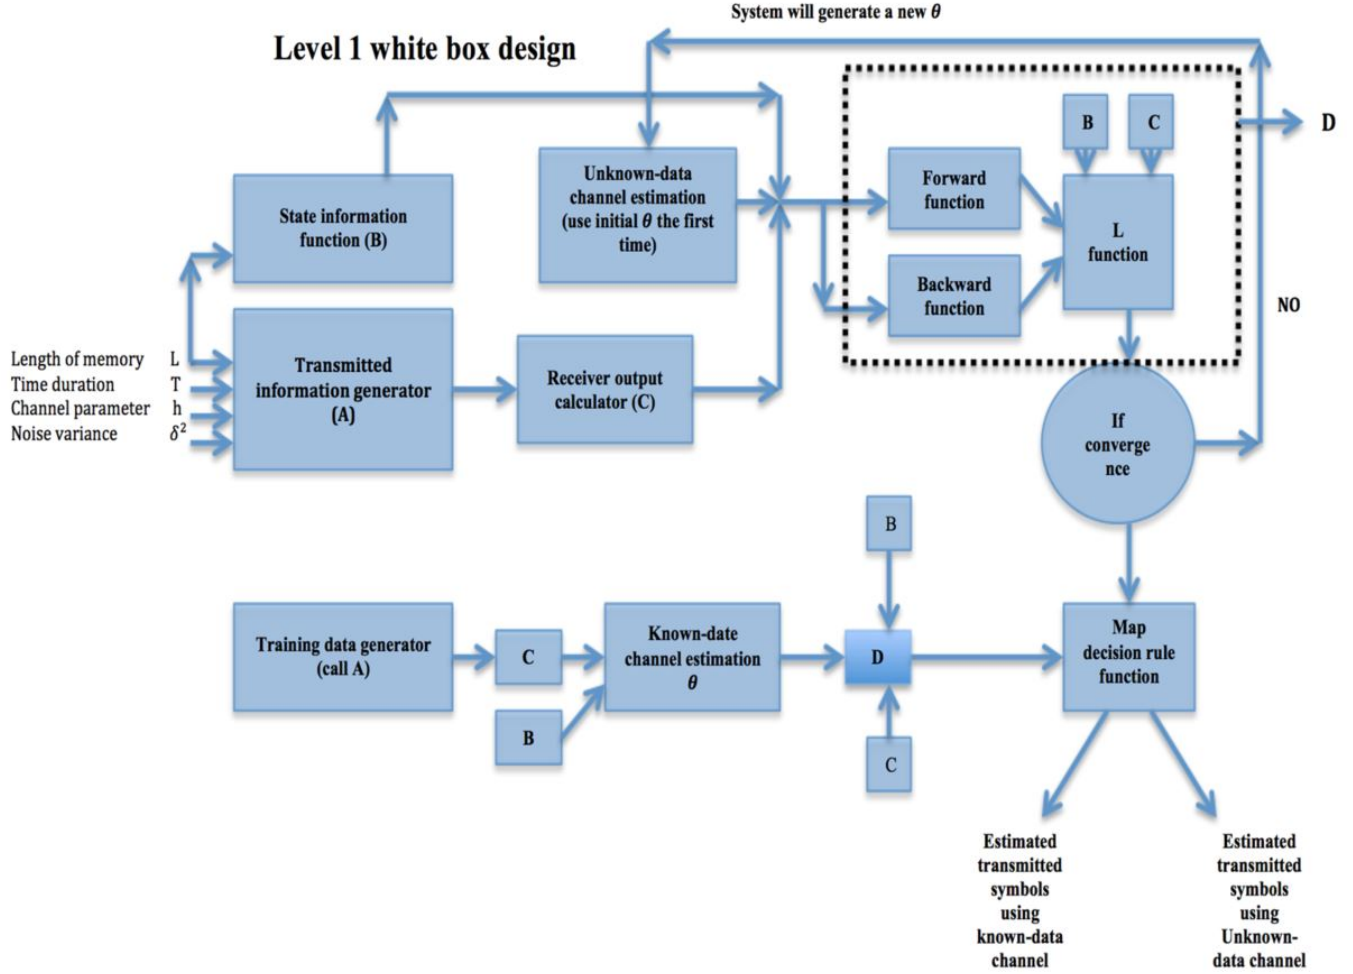 System will generate a new θ
Level 1 white box design
B
C
D
Unknown-data
channel estimation
(use initial θ the first
time)
Forward
function
State information
function (B)
L
function
Backward
function
NO
Length of memory L
Time duration T
Channel parameter h
Noise variance δ²
Transmitted
information generator
(A)
Receiver output
calculator (C)
If
converge
nce
B
Training data generator
(call A)
C
B
Known-date
channel estimation
θ
D
C
Map
decision rule
function
Estimated
transmitted
symbols
using
known-data
channel
Estimated
transmitted
symbols
using
Unknown-
data channel